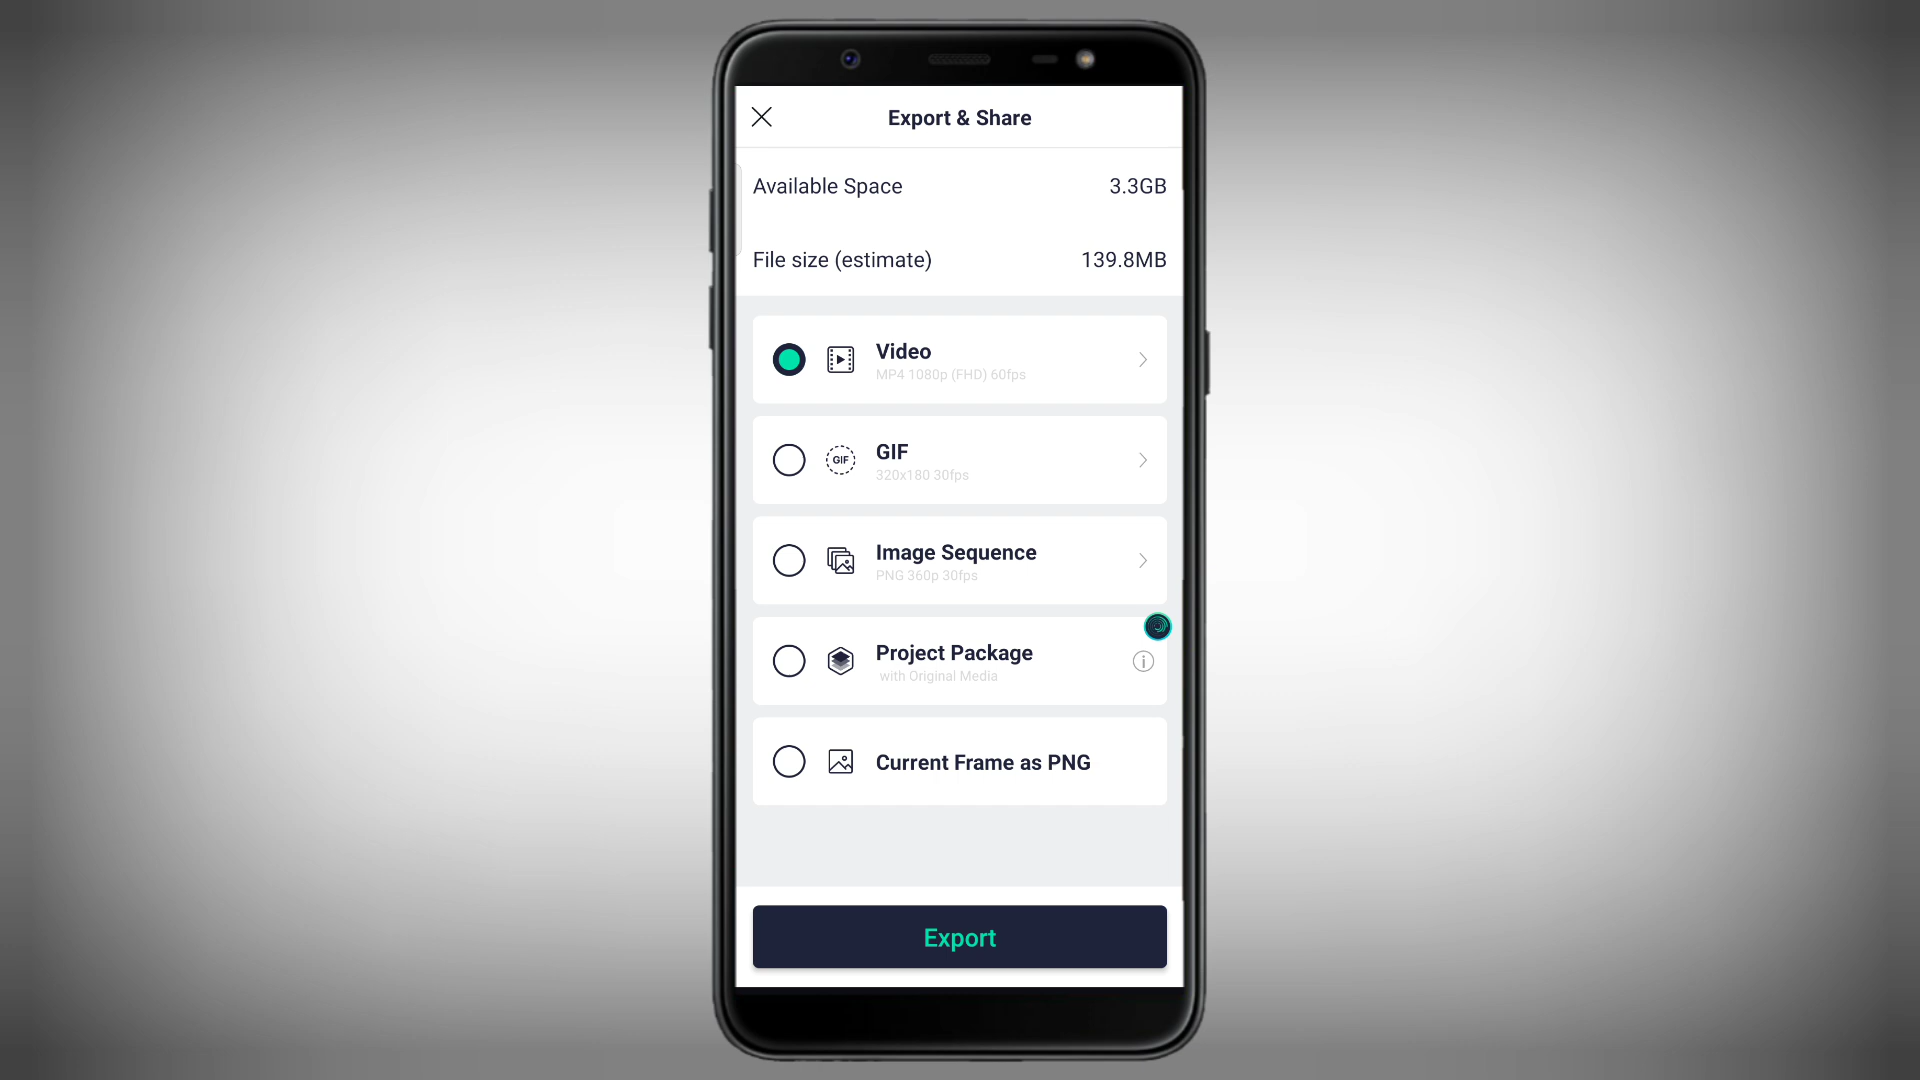 Export & Share
Available Space 3.3GB
File size (estimate) 139.8MB
Video
MP4 1080p (FHD) 60fps
GIF
GIF
320x180 30fps
Image Sequence
PNG 360p 30fps
Project Package
with Original Media
Current Frame as PNG
Export